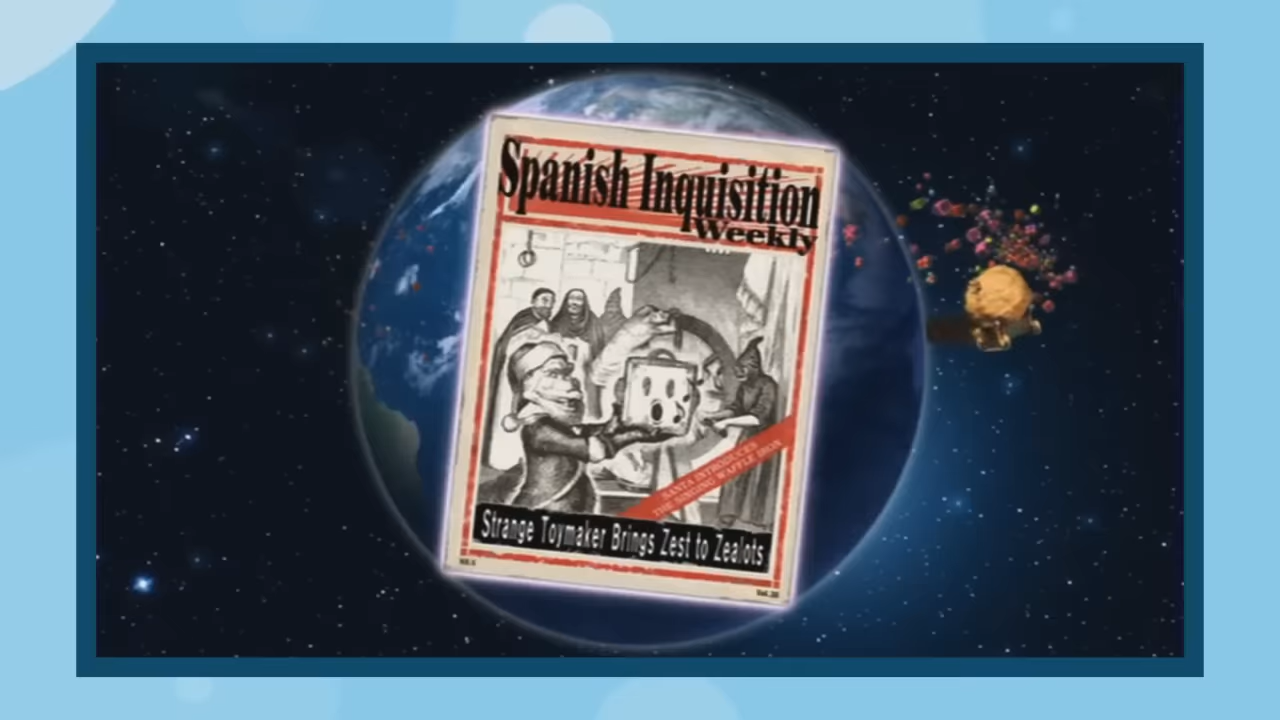 Spanish Inquisition
Weekly
SANTA INTRODUCES
THE SINGING WAFFLE IRON
Strange Toymaker Brings Zest to Zealots